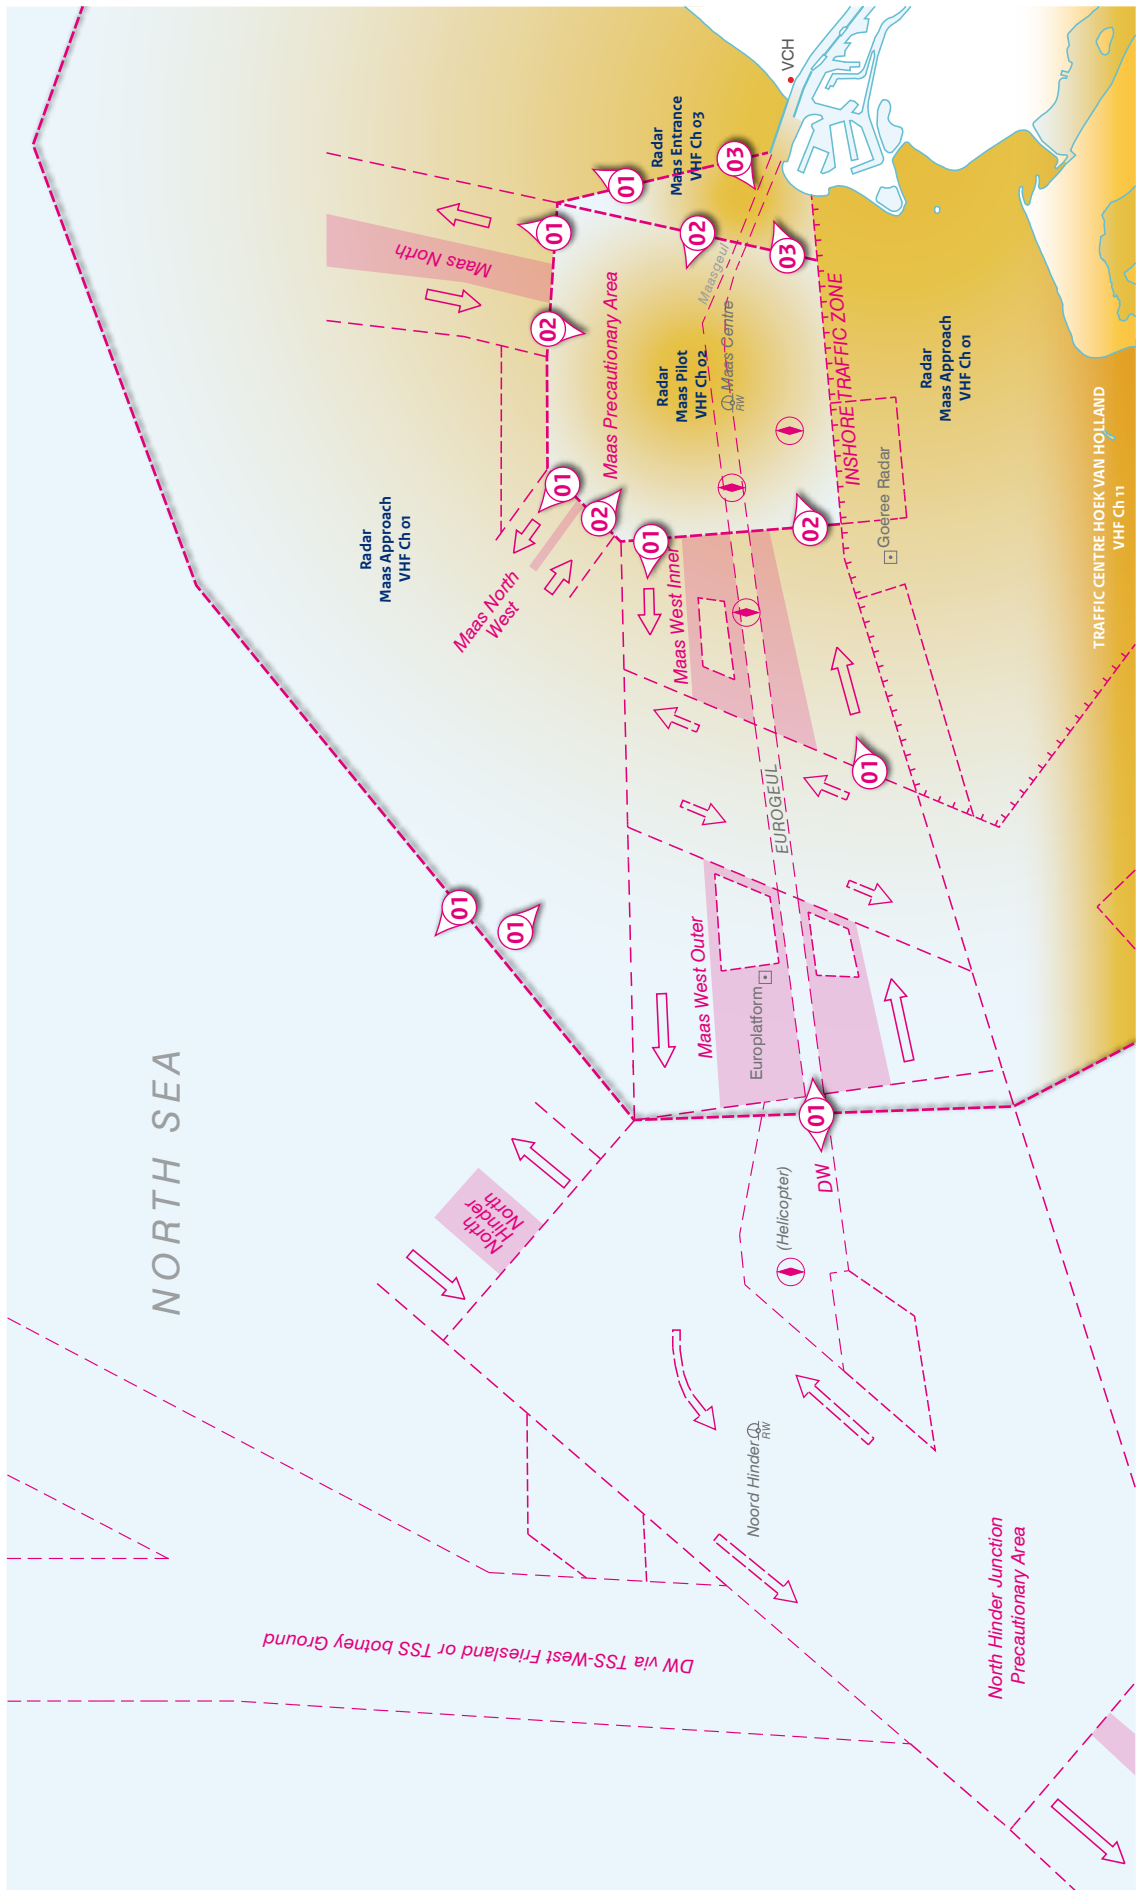 NORTH SEA
Radar
Maas Approach
VHF Ch 01
VCH
Radar
Maas Entrance
VHF Ch 03
01
03
01
02
03
Maas North
02
Maas Precautionary Area
Maasgeul
Radar
Maas Pilot
VHF Ch 02
Maas Centre
RW
INSHORE TRAFFIC ZONE
Radar
Maas Approach
VHF Ch 01
01
02
01
02
Maas North
West
Maas West Inner
Goeree Radar
TRAFFIC CENTRE HOEK VAN HOLLAND
VHF Ch 11
01
EUROGEUL
01
01
Maas West Outer
Europlatform
01
DW
North
Hinder
North
(Helicopter)
Noord Hinder
RW
DW via TSS-West Friesland or TSS botney Ground
North Hinder Junction
Precautionary Area